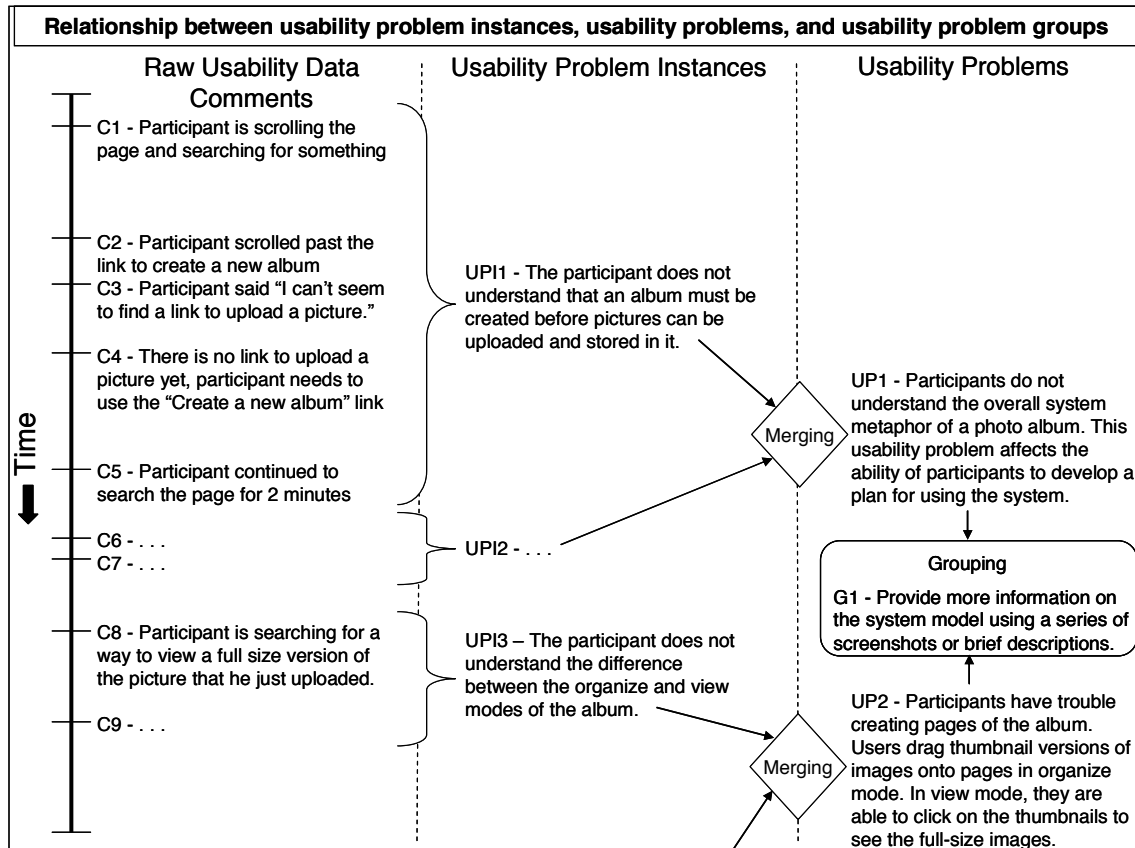 Relationship between usability problem instances, usability problems, and usability problem groups
Raw Usability Data
Comments
Usability Problem Instances
Usability Problems
Time
C1 - Participant is scrolling the
page and searching for something
C2 - Participant scrolled past the
link to create a new album
C3 - Participant said “I can’t seem
to find a link to upload a picture.”
C4 - There is no link to upload a
picture yet, participant needs to
use the “Create a new album” link
C5 - Participant continued to
search the page for 2 minutes
C6 - . . .
C7 - . . .
C8 - Participant is searching for a
way to view a full size version of
the picture that he just uploaded.
C9 - . . .
UPI1 - The participant does not
understand that an album must be
created before pictures can be
uploaded and stored in it.
UPI2 - . . .
UPI3 – The participant does not
understand the difference
between the organize and view
modes of the album.
Merging
Merging
UP1 - Participants do not
understand the overall system
metaphor of a photo album. This
usability problem affects the
ability of participants to develop a
plan for using the system.
Grouping
G1 - Provide more information on
the system model using a series of
screenshots or brief descriptions.
UP2 - Participants have trouble
creating pages of the album.
Users drag thumbnail versions of
images onto pages in organize
mode. In view mode, they are
able to click on the thumbnails to
see the full-size images.